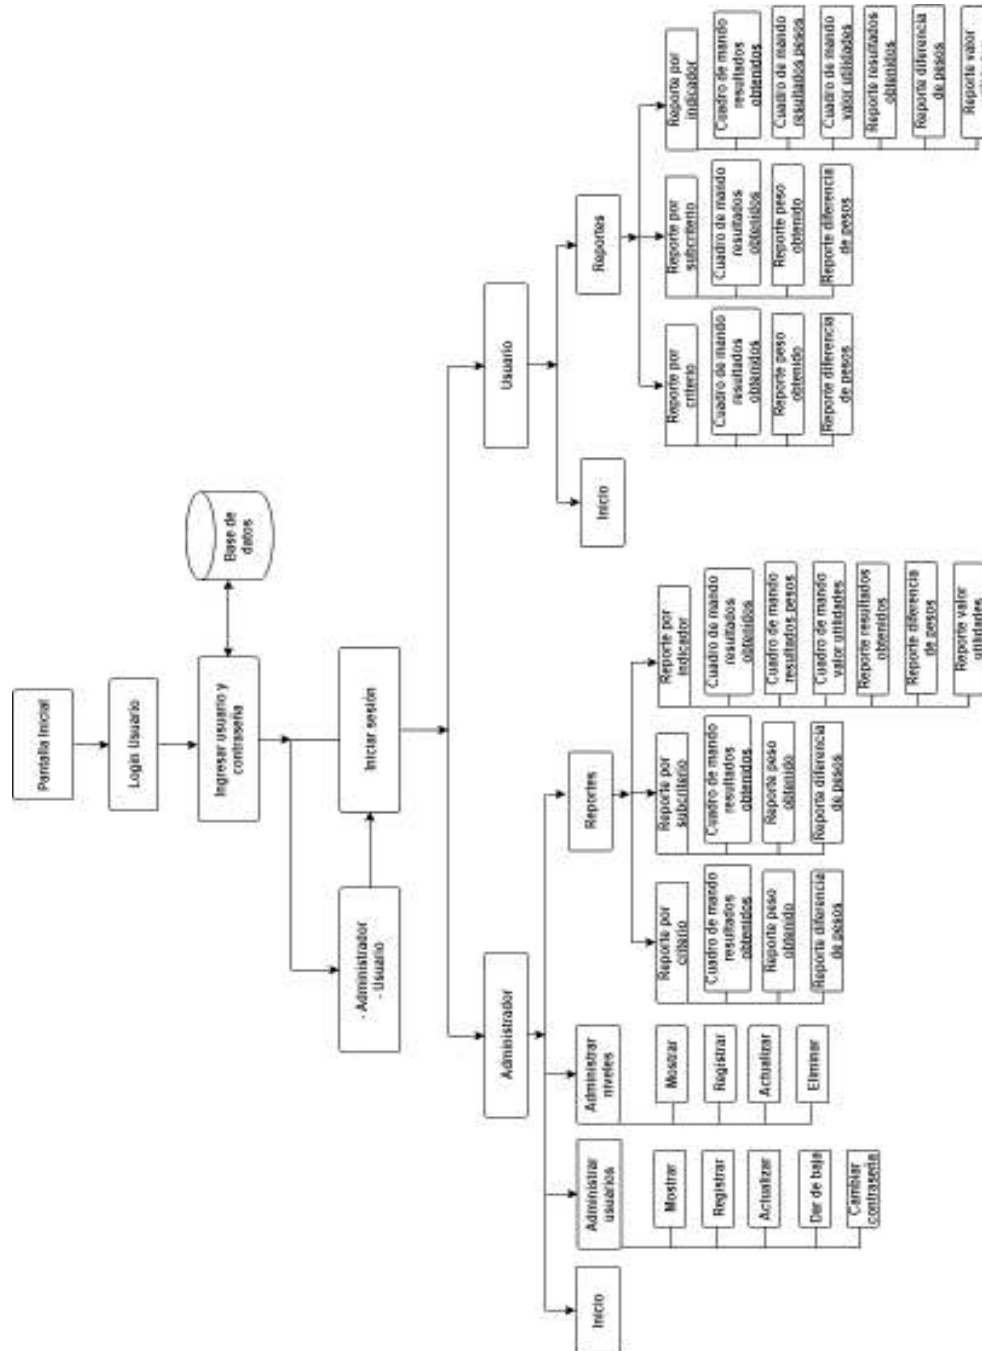 Pantalla Inicial
Login Usuario
Ingresar usuario y
contraseña
Base de
datos
- Administrador
- Usuario
Iniciar sesión
Administrador
Usuario
Inicio
Administrar
usuarios
Mostrar
Registrar
Actualizar
Dar de baja
Cambiar
contraseña
Administrar
niveles
Mostrar
Registrar
Actualizar
Eliminar
Reportes
Reporte por
criterio
Cuadro de mando
resultados
obtenidos
Reporte peso
obtenido
Reporte diferencia
de pesos
Reporte por
subcriterio
Cuadro de mando
resultados
obtenidos
Reporte peso
obtenido
Reporte diferencia
de pesos
Reporte por
indicador
Cuadro de mando
resultados
obtenidos
Cuadro de mando
resultados pesos
Cuadro de mando
valor utilidades
Reporte resultados
obtenidos
Reporte diferencia
de pesos
Reporte valor
utilidades
Inicio
Reportes
Reporte por
criterio
Cuadro de mando
resultados
obtenidos
Reporte peso
obtenido
Reporte diferencia
de pesos
Reporte por
subcriterio
Cuadro de mando
resultados
obtenidos
Reporte peso
obtenido
Reporte diferencia
de pesos
Reporte por
indicador
Cuadro de mando
resultados
obtenidos
Cuadro de mando
resultados pesos
Cuadro de mando
valor utilidades
Reporte resultados
obtenidos
Reporte diferencia
de pesos
Reporte valor